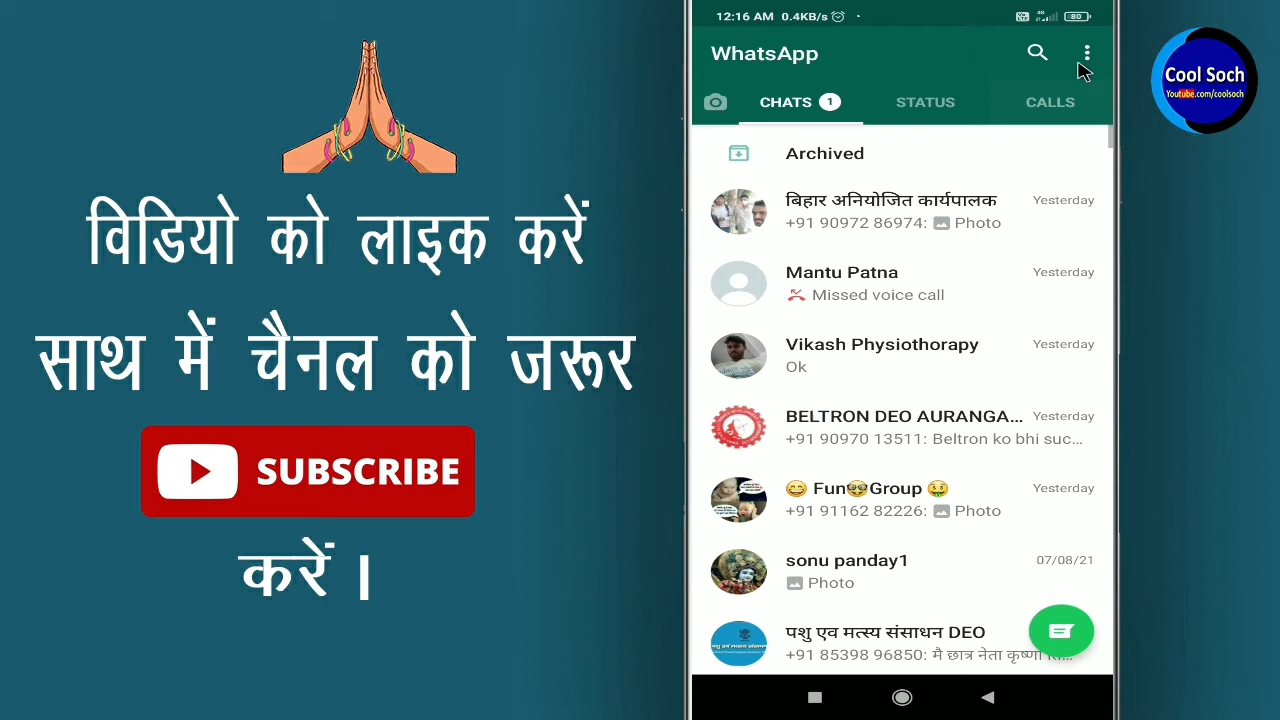 विडियो को लाइक करें
साथ में चैनल को जरूर
SUBSCRIBE
करें ।
12:16 AM 0.4KB/s
4G
80
WhatsApp
CHATS 1 STATUS CALLS
Archived
बिहार अनियोजित कार्यपालक Yesterday
+91 90972 86974: Photo
Mantu Patna Yesterday
Missed voice call
Vikash Physiothorapy Yesterday
Ok
BELTRON DEO AURANGA... Yesterday
+91 90970 13511: Beltron ko bhi suc...
😄 Fun🤓Group 🤑 Yesterday
+91 91162 82226: Photo
sonu panday1 07/08/21
Photo
पशु एव मत्स्य संसाधन DEO
+91 85398 96850: मै छात्र नेता कृष्णा
Cool Soch
Youtube.com/coolsoch